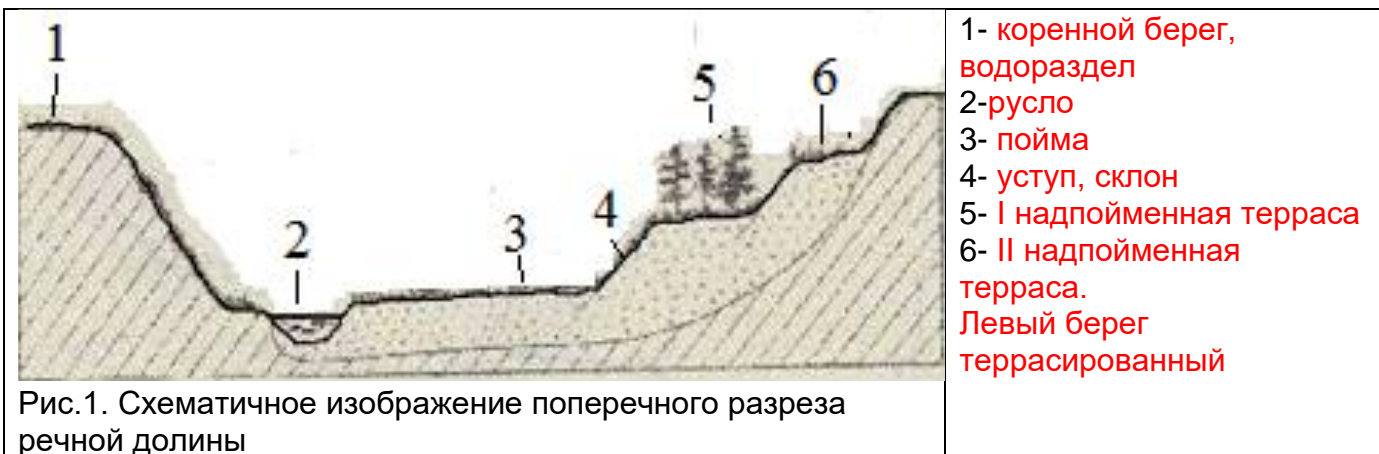 1
2
3
4
5
6
Рис.1. Схематичное изображение поперечного разреза
речной долины
1- коренной берег,
водораздел
2-русло
3- пойма
4- уступ, склон
5- I надпойменная терраса
6- II надпойменная
терраса.
Левый берег
террасированный